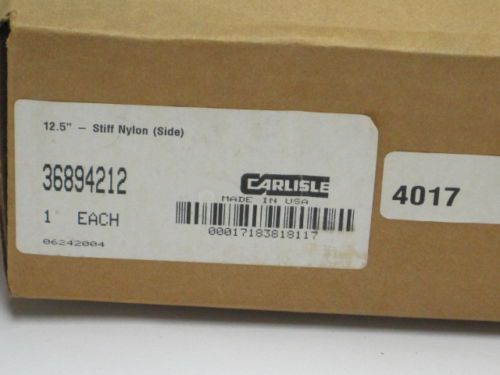 12.5" – Stiff Nylon (Side)
36894212
CARLISLE
MADE IN USA
1 EACH
00017183818117
06242004
4017